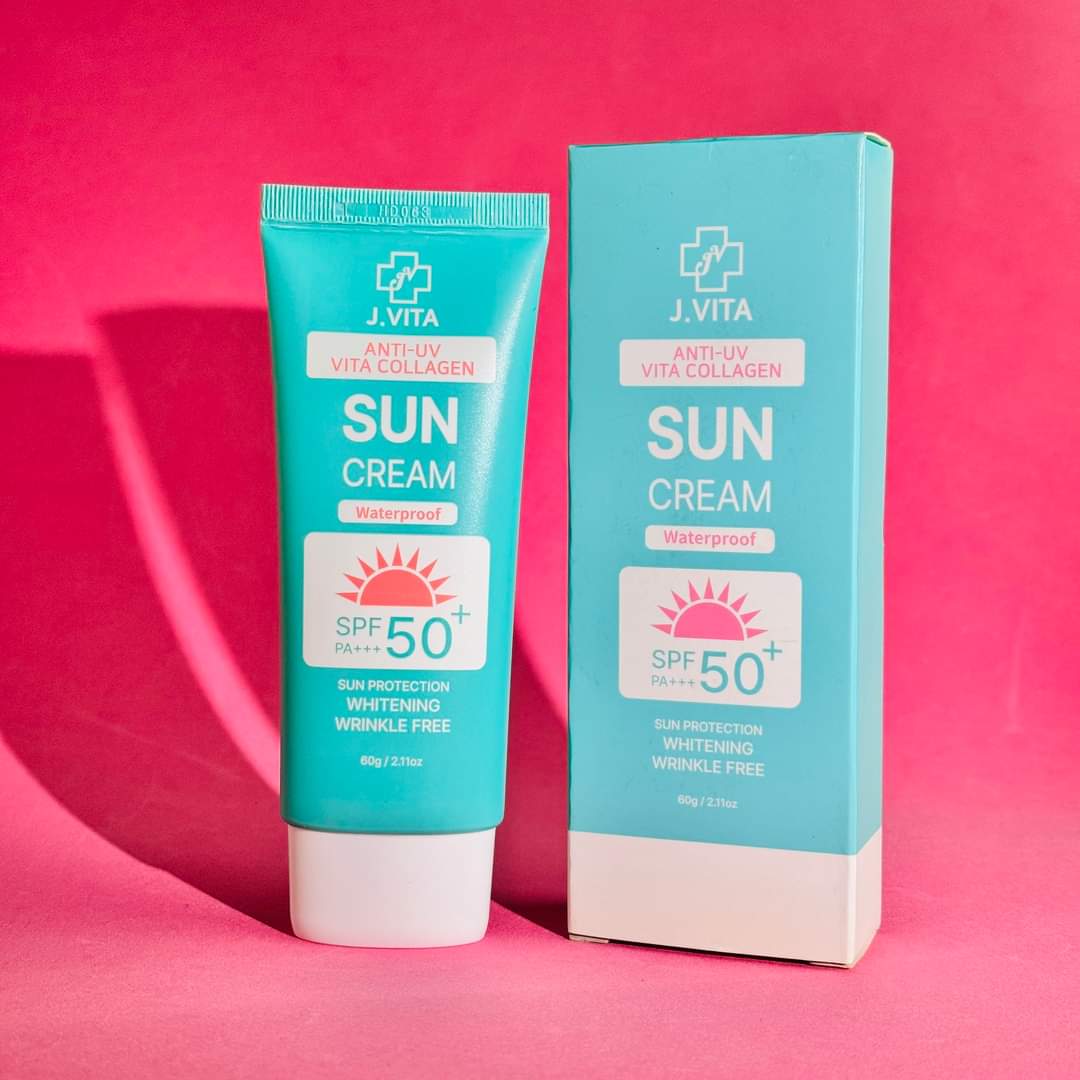 J.VITA
ANTI-UV
VITA COLLAGEN
SUN
CREAM
Waterproof
SPF 50+
PA+++
SUN PROTECTION
WHITENING
WRINKLE FREE
60g / 2.11oz
JV
J.VITA
ANTI-UV
VITA COLLAGEN
SUN
CREAM
Waterproof
SPF 50+
PA+++
SUN PROTECTION
WHITENING
WRINKLE FREE
60g / 2.11oz